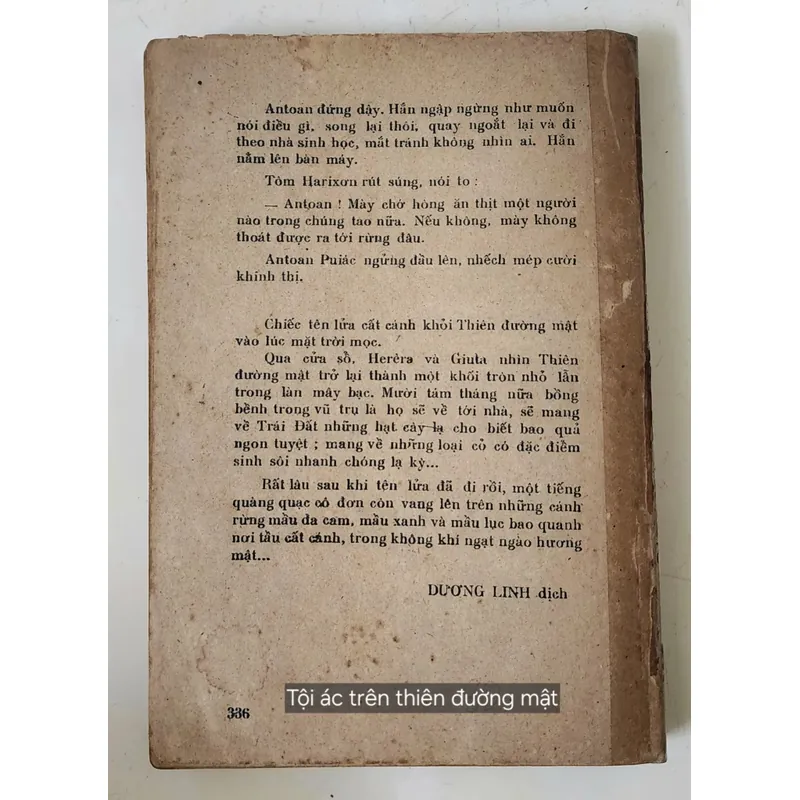 Antoan đứng dậy. Hắn ngập ngừng như muốn
nói điều gì, song lại thôi, quay ngoắt lại và đi
theo nhà sinh học, mắt tránh không nhìn ai. Hắn
nằm lên bàn máy.
Tôm Harixơn rút súng, nói to :
— Antoan ! Mày chớ hòng ăn thịt một người
nào trong chúng tao nữa. Nếu không, mày không
thoát được ra tới rừng đâu.
Antoan Puiác ngửng đầu lên, nhếch mép cười
khinh thị.
Chiếc tên lửa cất cánh khỏi Thiên đường mật
vào lúc mặt trời mọc.
Qua cửa sổ, Herêra và Giuta nhìn Thiên
đường mật trở lại thành một khối tròn nhỏ lẫn
trong làn mây bạc. Mười tám tháng nữa bồng
bềnh trong vũ trụ là họ sẽ về tới nhà, sẽ mang
về Trái Đất những hạt cây lạ cho biết bao quả
ngon tuyệt ; mang về những loại cỏ có đặc điểm
sinh sôi nhanh chóng lạ kỳ...
Rất lâu sau khi tên lửa đã đi rồi, một tiếng
quàng quạc cô đơn còn vang lên trên những cánh
rừng mầu da cam, mầu xanh và mầu lục bao quanh
nơi tầu cất cánh, trong không khí ngạt ngào hương
mật...
DƯƠNG LINH dịch
Tội ác trên thiên đường mật
336